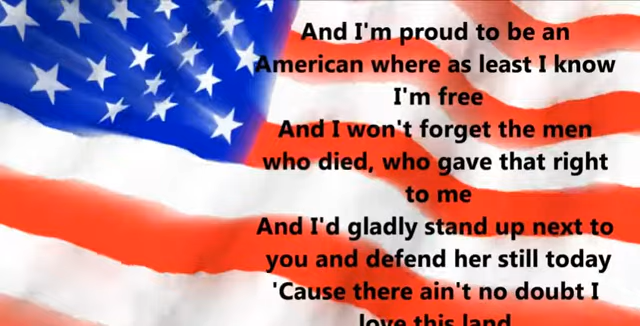 And I'm proud to be an
American where as least I know
I'm free
And I won't forget the men
who died, who gave that right
to me
And I'd gladly stand up next to
you and defend her still today
'Cause there ain't no doubt I
love this land